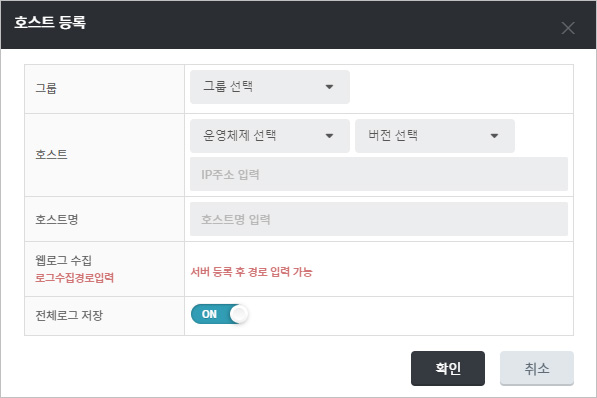 호스트 등록
그룹
그룹 선택
호스트
운영체제 선택
버전 선택
IP주소 입력
호스트명
호스트명 입력
웹로그 수집
로그수집경로입력
서버 등록 후 경로 입력 가능
전체로그 저장
ON
확인
취소